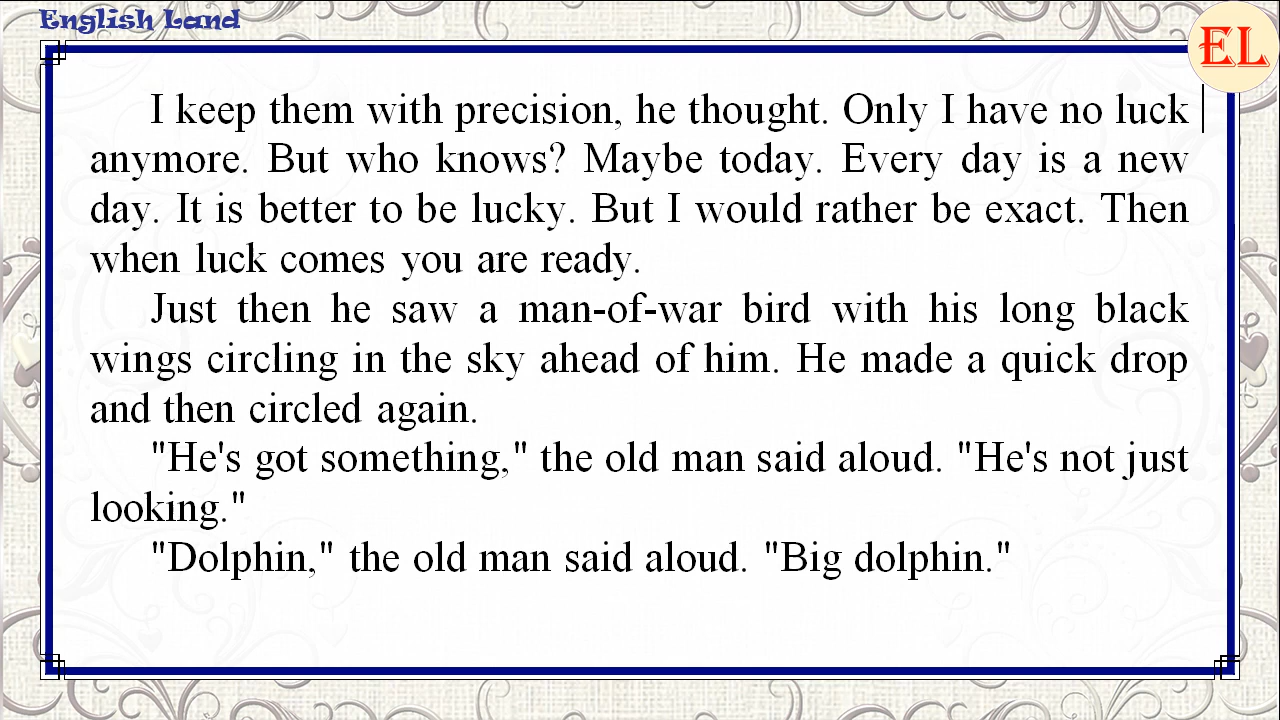 English Land
EL
I keep them with precision, he thought. Only I have no luck
anymore. But who knows? Maybe today. Every day is a new
day. It is better to be lucky. But I would rather be exact. Then
when luck comes you are ready.
Just then he saw a man-of-war bird with his long black
wings circling in the sky ahead of him. He made a quick drop
and then circled again.
"He's got something," the old man said aloud. "He's not just
looking."
"Dolphin," the old man said aloud. "Big dolphin."